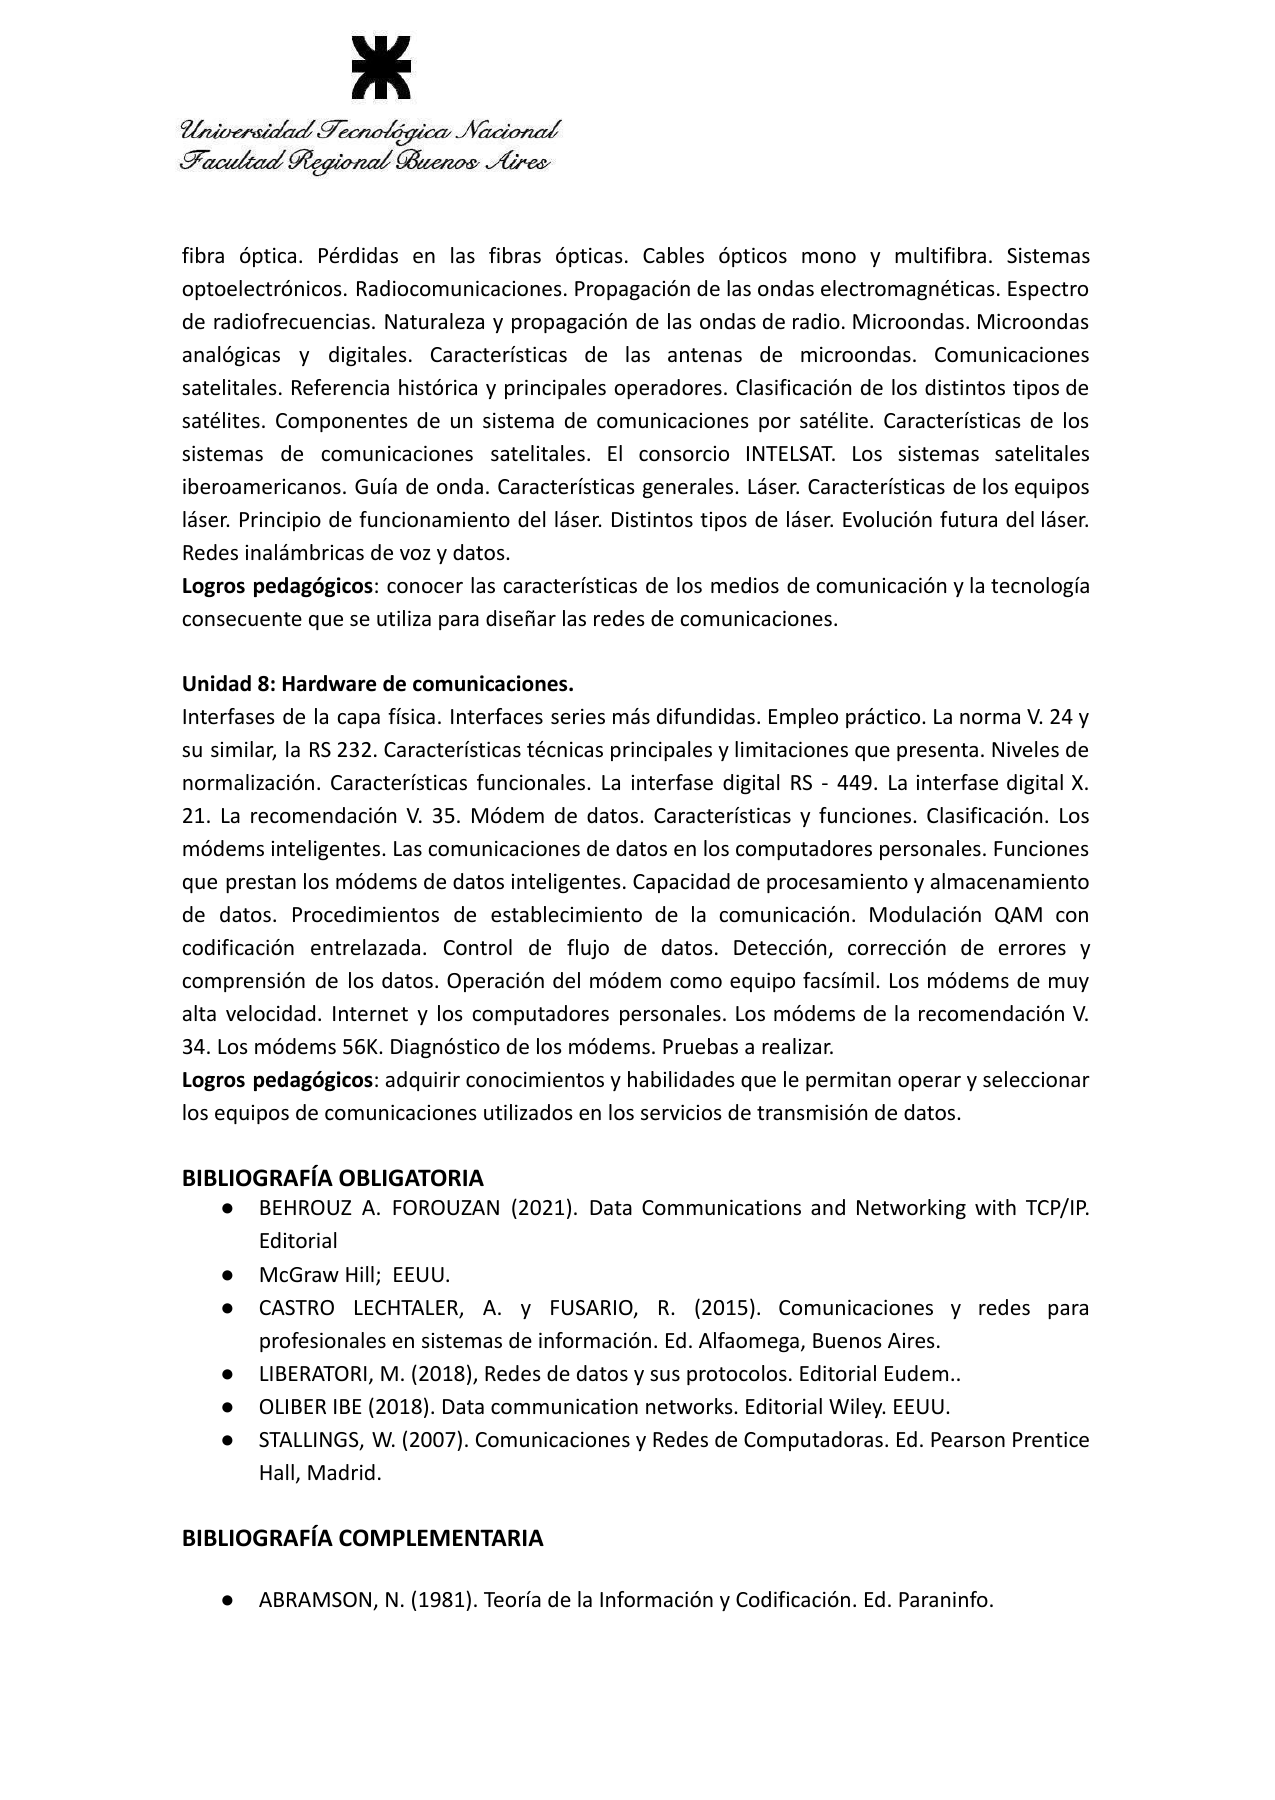 Universidad Tecnológica Nacional
Facultad Regional Buenos Aires
fibra óptica. Pérdidas en las fibras ópticas. Cables ópticos mono y multifibra. Sistemas
optoelectrónicos. Radiocomunicaciones. Propagación de las ondas electromagnéticas. Espectro
de radiofrecuencias. Naturaleza y propagación de las ondas de radio. Microondas. Microondas
analógicas y digitales. Características de las antenas de microondas. Comunicaciones
satelitales. Referencia histórica y principales operadores. Clasificación de los distintos tipos de
satélites. Componentes de un sistema de comunicaciones por satélite. Características de los
sistemas de comunicaciones satelitales. El consorcio INTELSAT. Los sistemas satelitales
iberoamericanos. Guía de onda. Características generales. Láser. Características de los equipos
láser. Principio de funcionamiento del láser. Distintos tipos de láser. Evolución futura del láser.
Redes inalámbricas de voz y datos.
Logros pedagógicos: conocer las características de los medios de comunicación y la tecnología
consecuente que se utiliza para diseñar las redes de comunicaciones.
Unidad 8: Hardware de comunicaciones.
Interfases de la capa física. Interfaces series más difundidas. Empleo práctico. La norma V. 24 y
su similar, la RS 232. Características técnicas principales y limitaciones que presenta. Niveles de
normalización. Características funcionales. La interfase digital RS - 449. La interfase digital X.
21. La recomendación V. 35. Módem de datos. Características y funciones. Clasificación. Los
módems inteligentes. Las comunicaciones de datos en los computadores personales. Funciones
que prestan los módems de datos inteligentes. Capacidad de procesamiento y almacenamiento
de datos. Procedimientos de establecimiento de la comunicación. Modulación QAM con
codificación entrelazada. Control de flujo de datos. Detección, corrección de errores y
comprensión de los datos. Operación del módem como equipo facsímil. Los módems de muy
alta velocidad. Internet y los computadores personales. Los módems de la recomendación V.
34. Los módems 56K. Diagnóstico de los módems. Pruebas a realizar.
Logros pedagógicos: adquirir conocimientos y habilidades que le permitan operar y seleccionar
los equipos de comunicaciones utilizados en los servicios de transmisión de datos.
BIBLIOGRAFÍA OBLIGATORIA
● BEHROUZ A. FOROUZAN (2021). Data Communications and Networking with TCP/IP.
Editorial
● McGraw Hill;  EEUU.
● CASTRO LECHTALER, A. y FUSARIO, R. (2015). Comunicaciones y redes para
profesionales en sistemas de información. Ed. Alfaomega, Buenos Aires.
● LIBERATORI, M. (2018), Redes de datos y sus protocolos. Editorial Eudem..
● OLIBER IBE (2018). Data communication networks. Editorial Wiley. EEUU.
● STALLINGS, W. (2007). Comunicaciones y Redes de Computadoras. Ed. Pearson Prentice
Hall, Madrid.
BIBLIOGRAFÍA COMPLEMENTARIA
● ABRAMSON, N. (1981). Teoría de la Información y Codificación. Ed. Paraninfo.